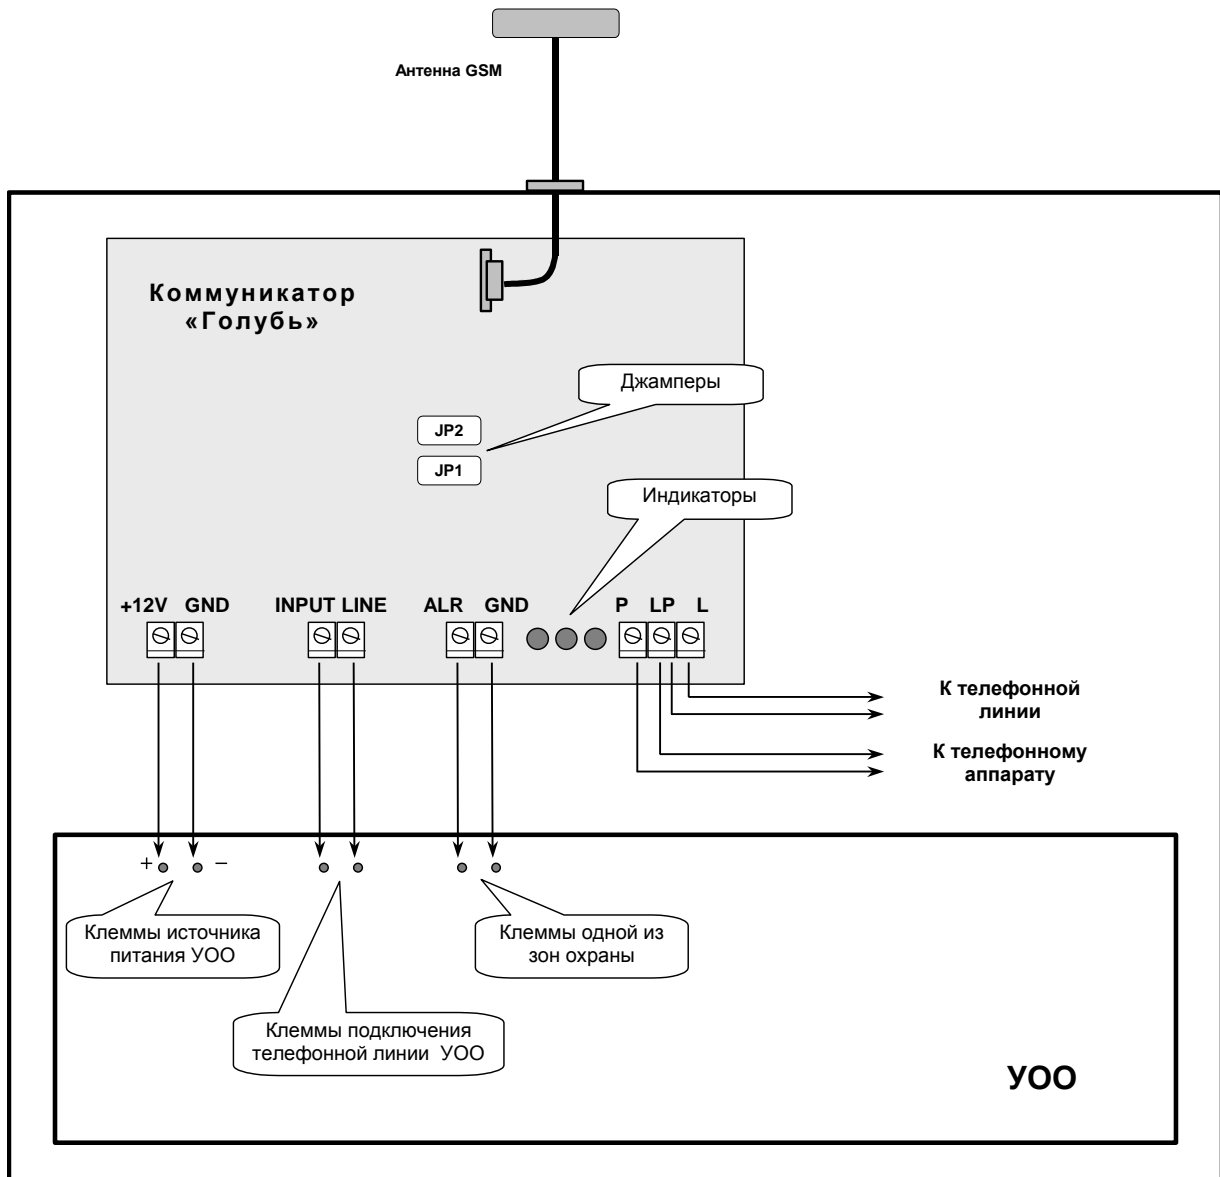 Антенна GSM
Коммуникатор
«Голубь»
Джамперы
JP2
JP1
Индикаторы
+12V GND INPUT LINE ALR GND P LP L
К телефонной
линии
К телефонному
аппарату
+ −
Клеммы источника
питания УОО
Клеммы одной из
зон охраны
Клеммы подключения
телефонной линии УОО
УОО